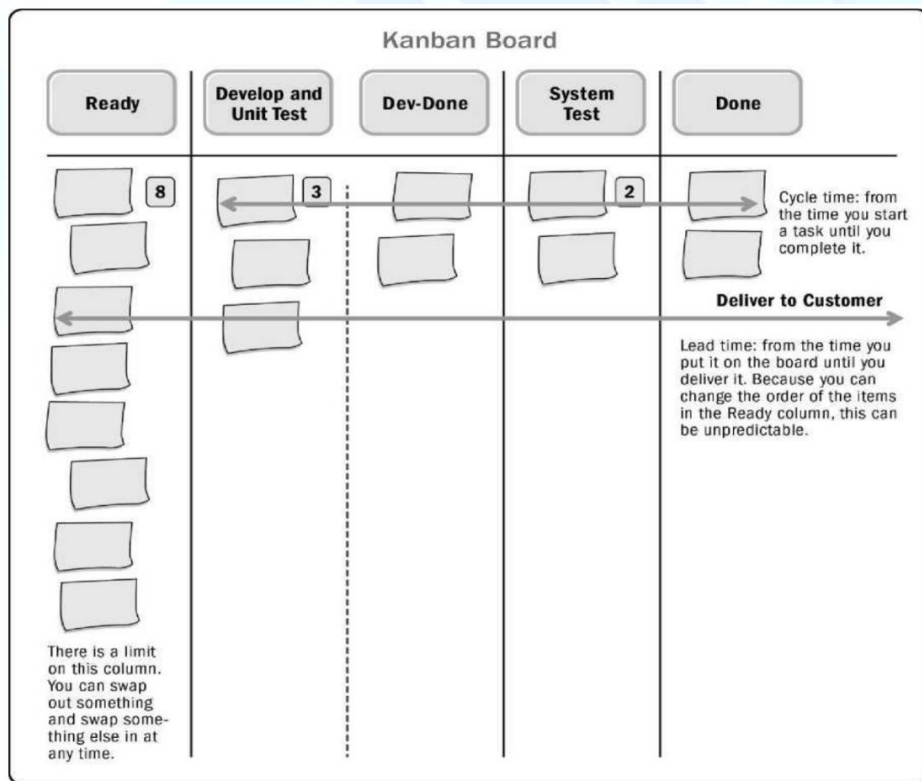 Kanban Board
Ready
Develop and
Unit Test
Dev-Done
System
Test
Done
8
3
2
Cycle time: from
the time you start
a task until you
complete it.
Deliver to Customer
Lead time: from the time you
put it on the board until you
deliver it. Because you can
change the order of the items
in the Ready column, this can
be unpredictable.
There is a limit
on this column.
You can swap
out something
and swap some-
thing else in at
any time.